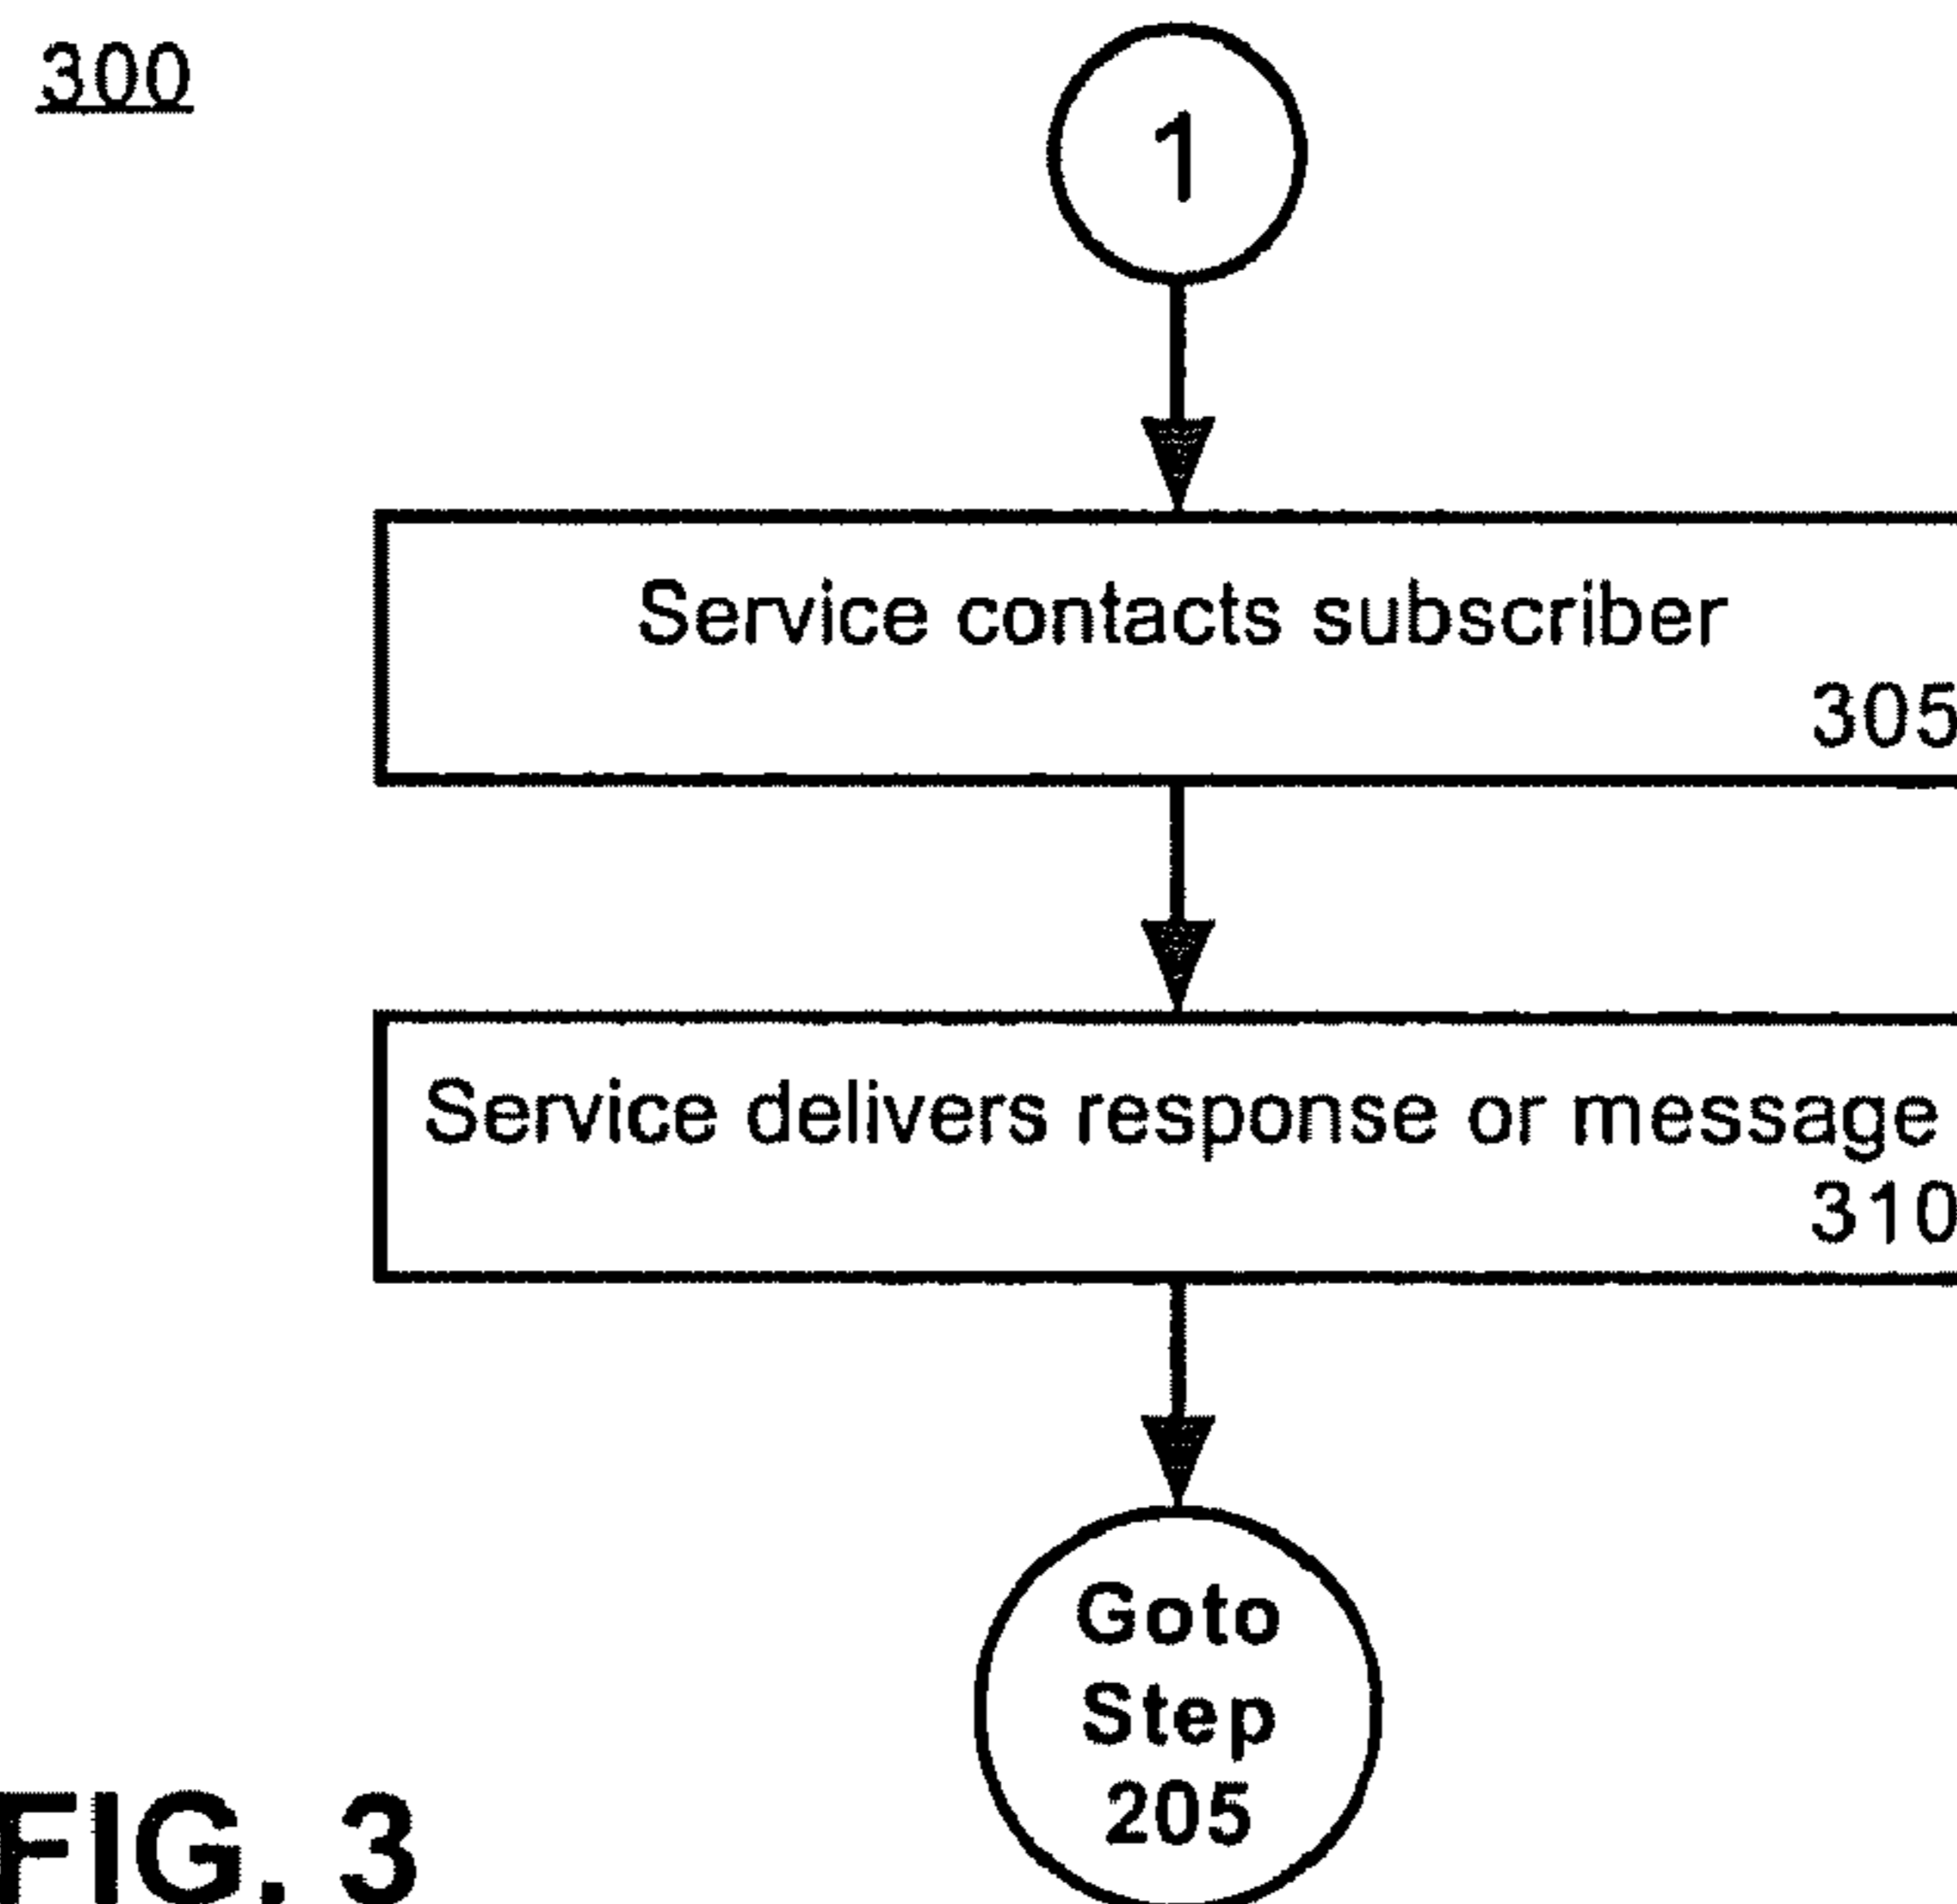 300
1
Service contacts subscriber
305
Service delivers response or message
310
Goto
Step
205
FIG. 3